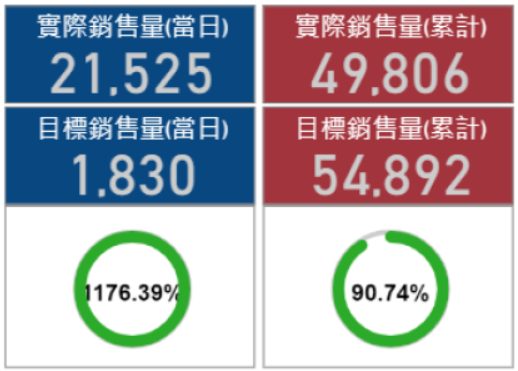 實際銷售量(當日)
21,525
實際銷售量(累計)
49,806
目標銷售量(當日)
1,830
目標銷售量(累計)
54,892
1176.39%
90.74%